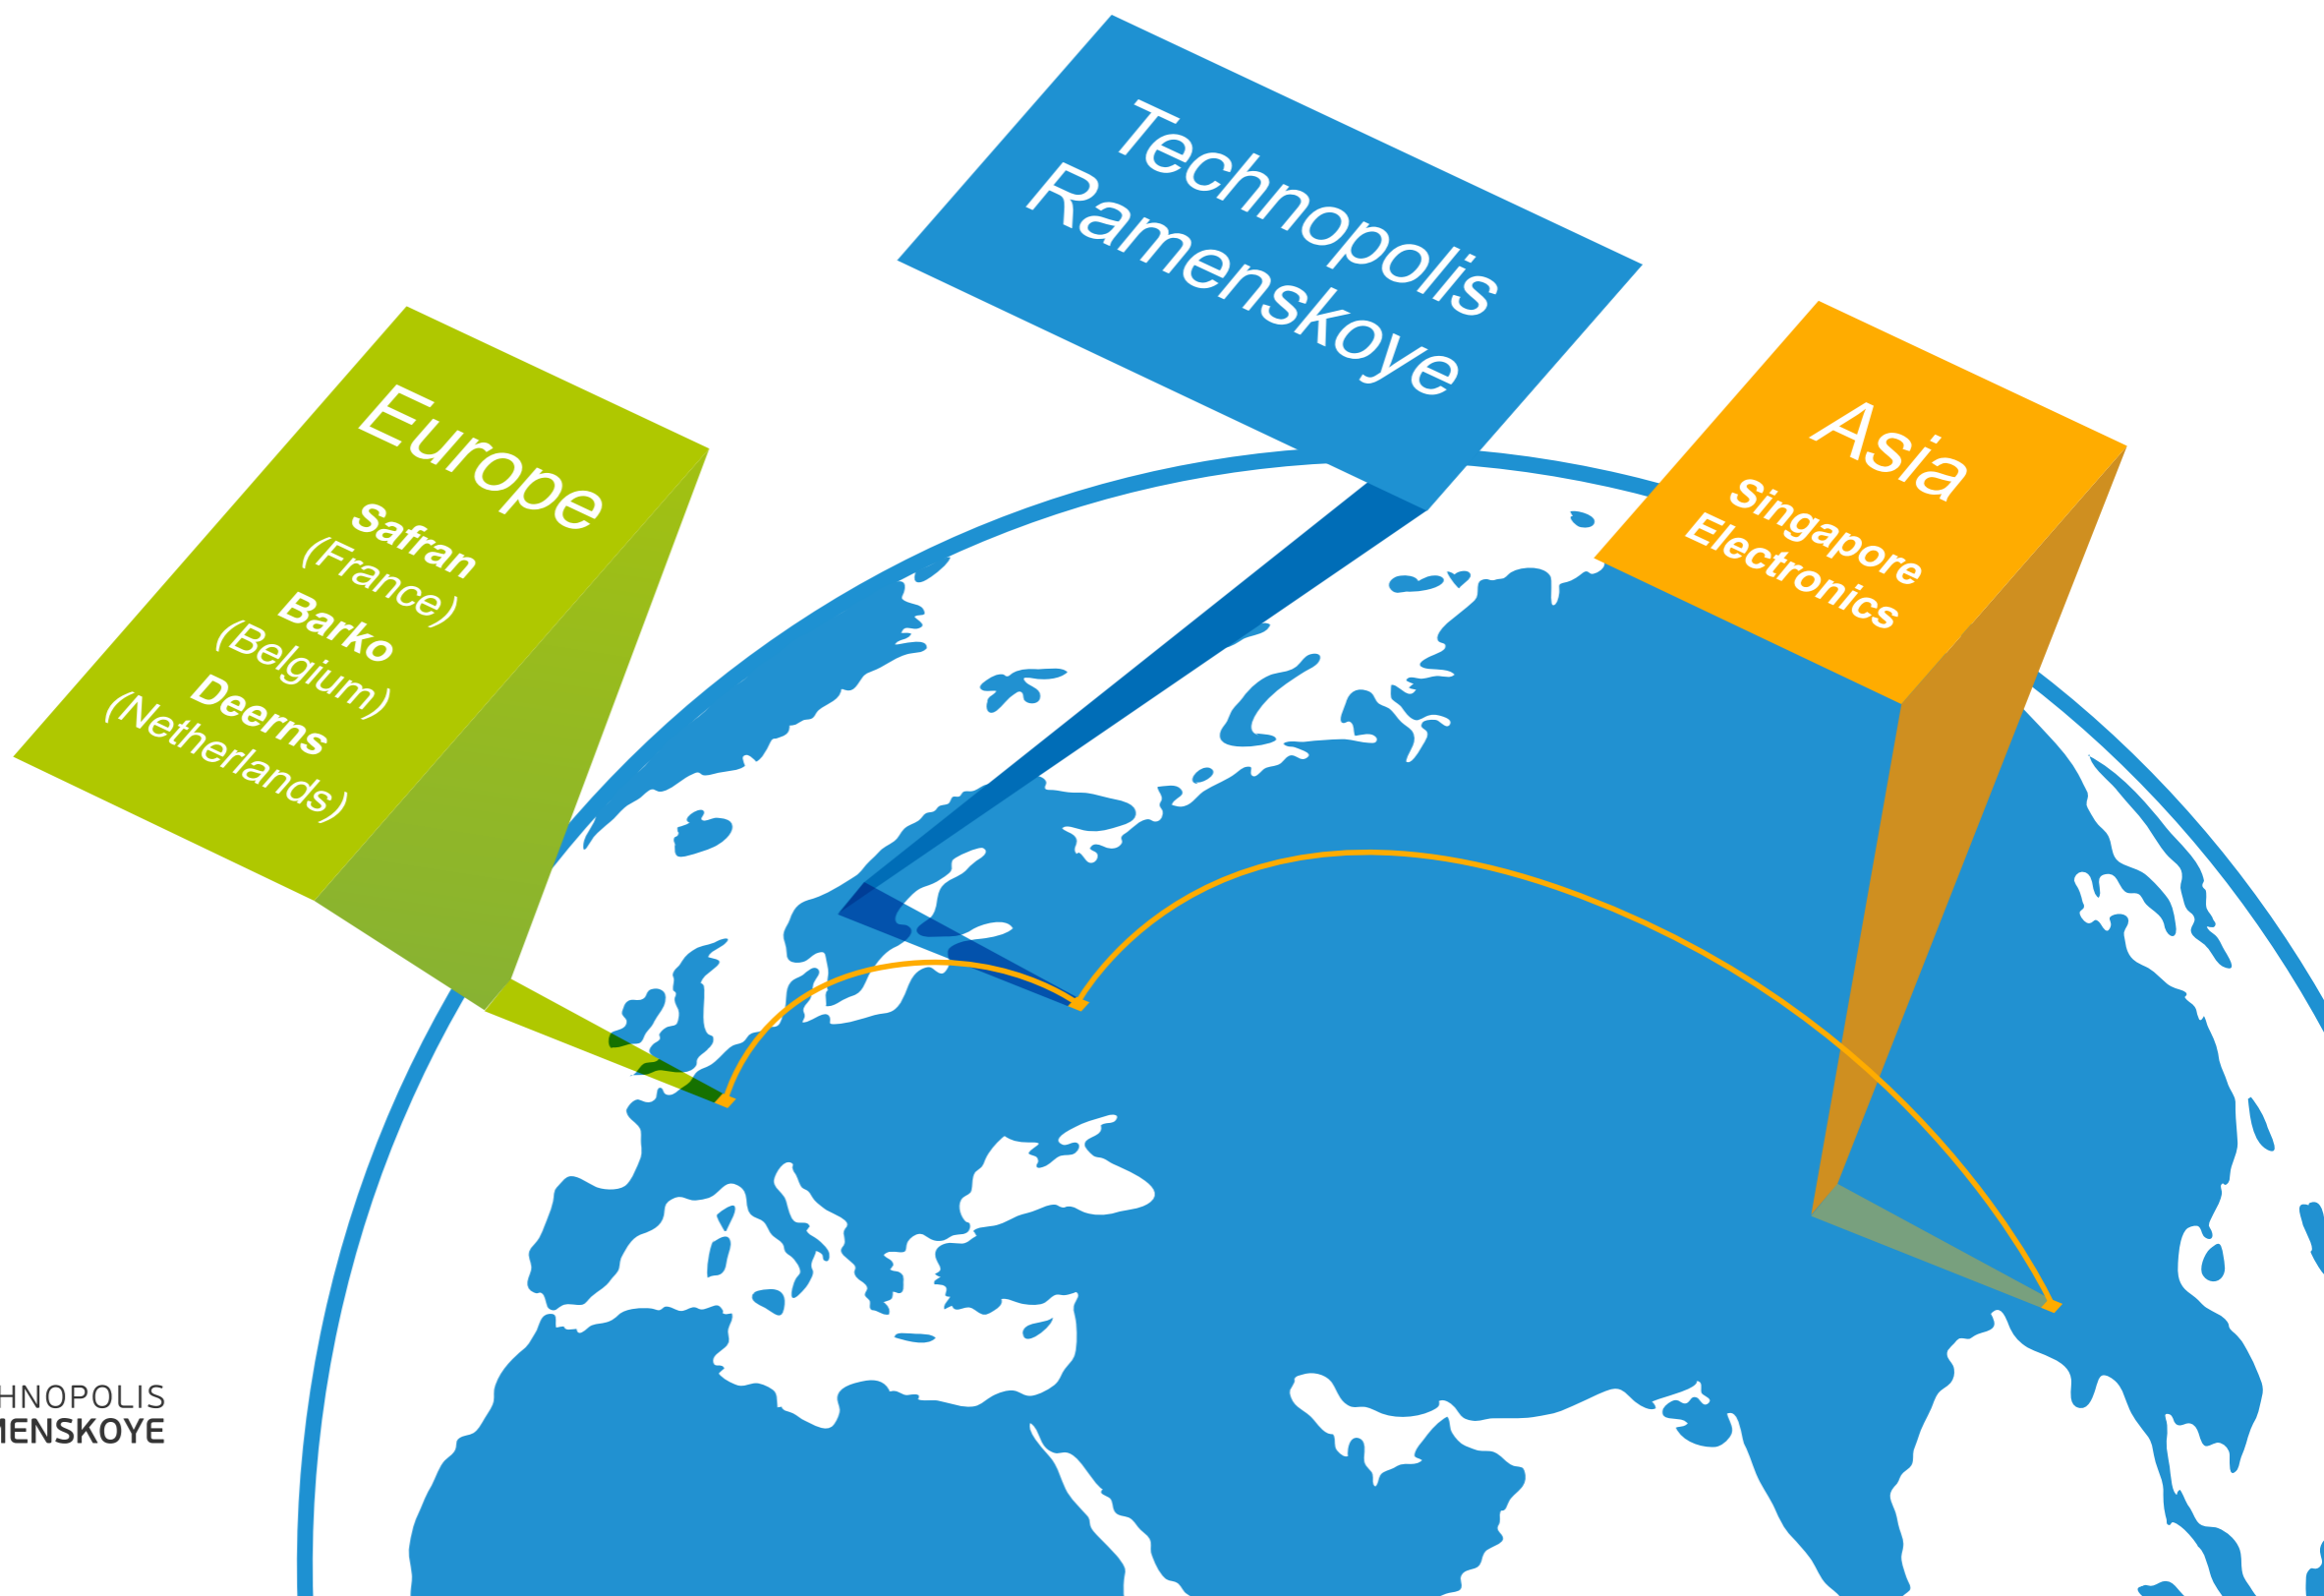 Technopolis
Ramenskoye
Europe
Safran
(France)
Barko
(Belgium)
Deerns
(Netherlands)
Asia
Singapore
Electronics
HNOPOLIS
MENSKOYE